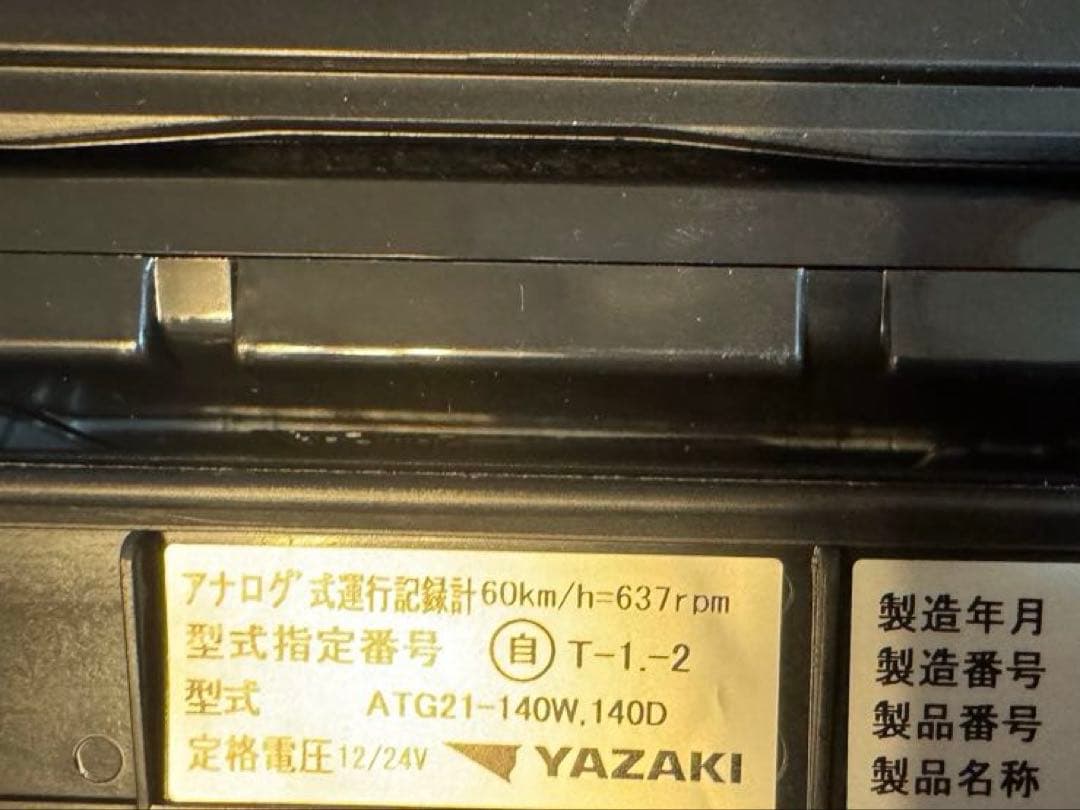 アナログ式運行記録計60km/h=637rpm
型式指定番号 自 T-1.-2
型式 ATG21-140W,140D
定格電圧12/24V YAZAKI
製造年月
製造番号
製品番号
製品名称